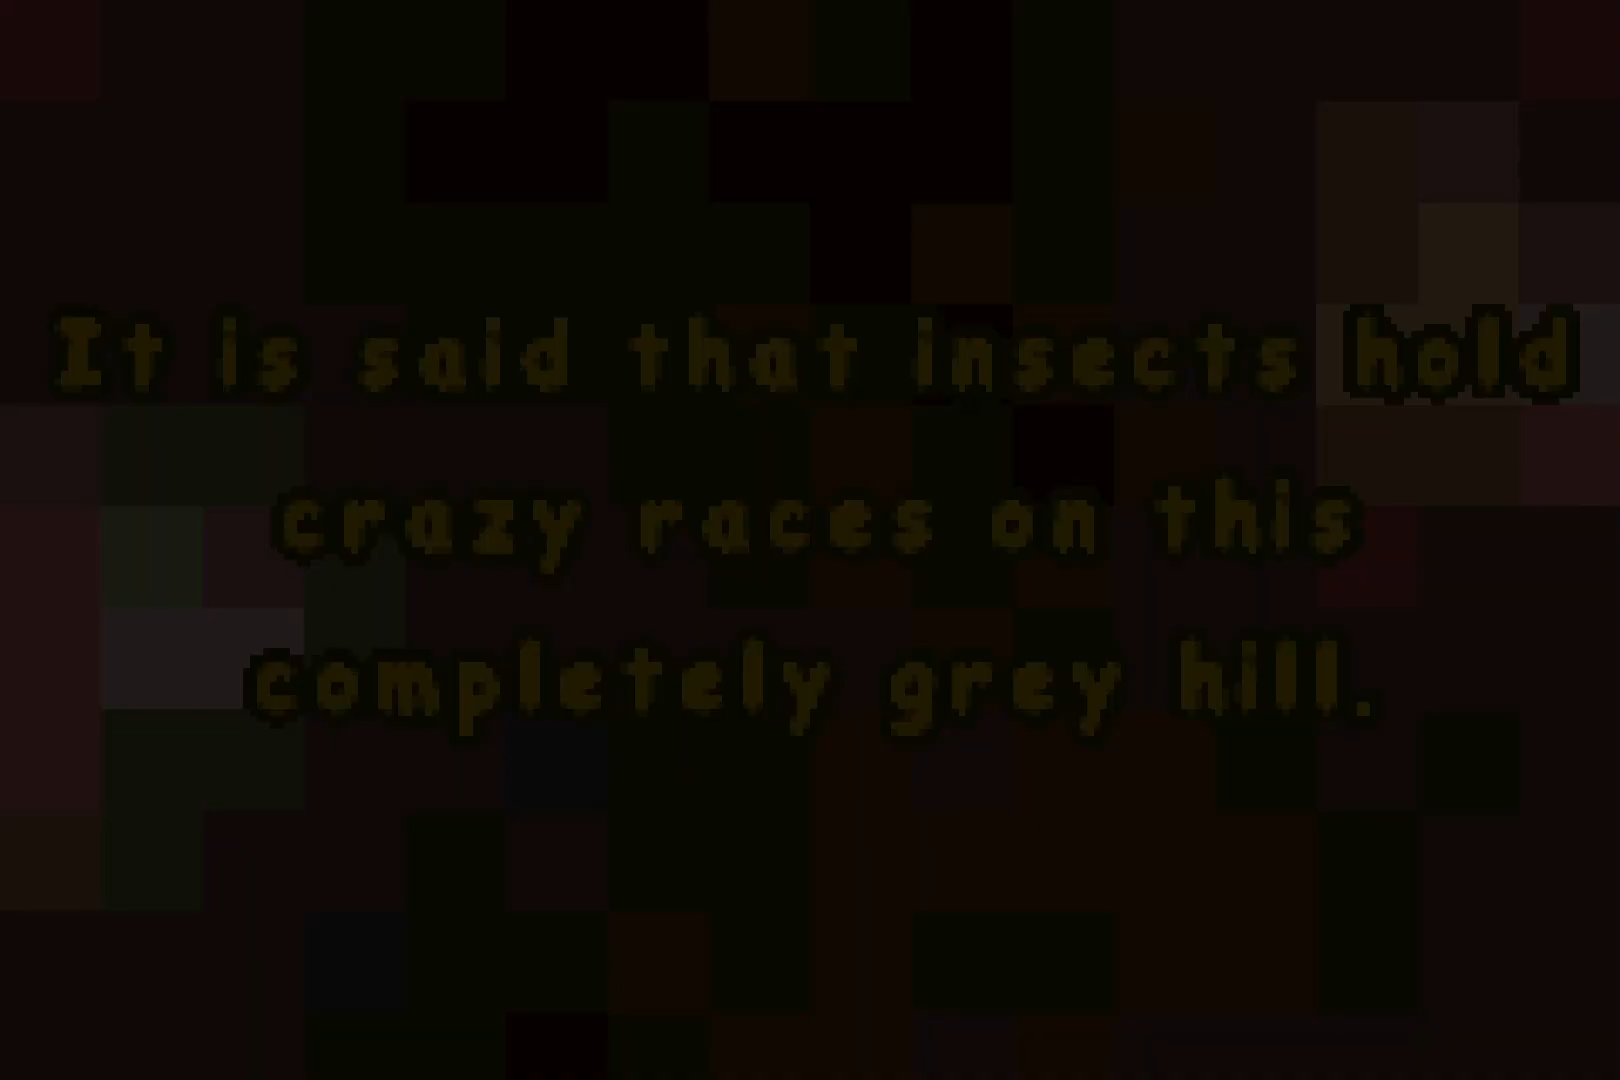 It is said that insects hold
crazy races on this
completely grey hill.